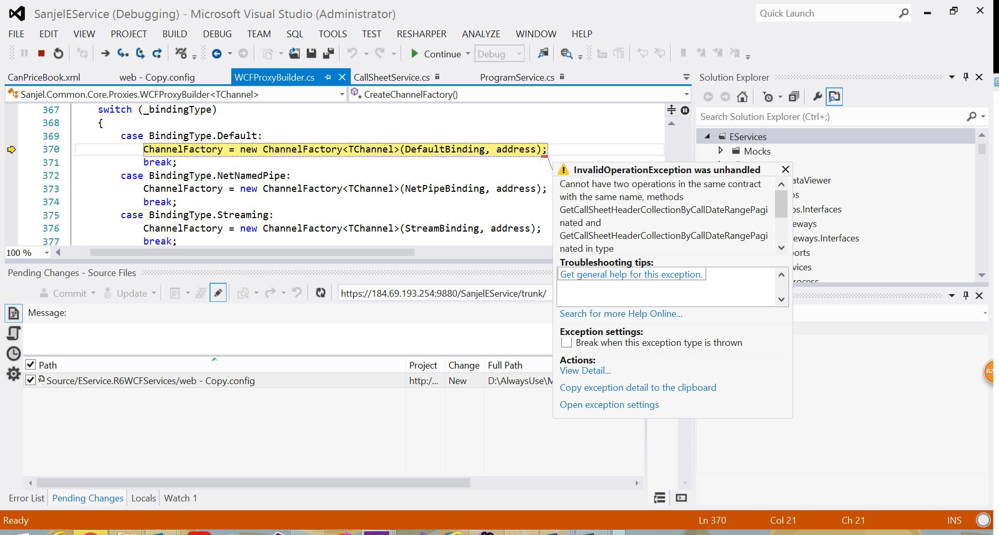 SanjelEService (Debugging) - Microsoft Visual Studio (Administrator)
Quick Launch
FILE EDIT VIEW PROJECT BUILD DEBUG TEAM SQL TOOLS TEST RESHARPER ANALYZE WINDOW HELP
Continue Debug
CanPriceBook.xml web - Copy.config WCFProxyBuilder.cs CallSheetService.cs ProgramService.cs
Sanjel.Common.Core.Proxies.WCFProxyBuilder<TChannel> CreateChannelFactory()
367 switch (_bindingType)
368 {
369 case BindingType.Default:
370 ChannelFactory = new ChannelFactory<TChannel>(DefaultBinding, address);
371 break;
372 case BindingType.NetNamedPipe:
373 ChannelFactory = new ChannelFactory<TChannel>(NetPipeBinding, address);
374 break;
375 case BindingType.Streaming:
376 ChannelFactory = new ChannelFactory<TChannel>(StreamBinding, address);
377 break;
100 %
InvalidOperationException was unhandled
Cannot have two operations in the same contract
with the same name, methods
GetCallSheetHeaderCollectionByCallDateRangePagi
nated and
GetCallSheetHeaderCollectionByCallDateRangePagi
nated in type
Troubleshooting tips:
Get general help for this exception.
Search for more Help Online...
Exception settings:
Break when this exception type is thrown
Actions:
View Detail...
Copy exception detail to the clipboard
Open exception settings
Solution Explorer
Search Solution Explorer (Ctrl+;)
EServices
Mocks
ataViewer
os
os.Interfaces
eways
eways.Interfaces
orts
vices
rocess
Pending Changes - Source Files
Commit Update https://184.69.193.254:9880/SanjelEService/trunk/
Message:
Path Project Change Full Path
Source/EService.R6WCFServices/web - Copy.config http:/... New D:\AlwaysUse\M
Error List Pending Changes Locals Watch 1
82
Ready Ln 370 Col 21 Ch 21 INS